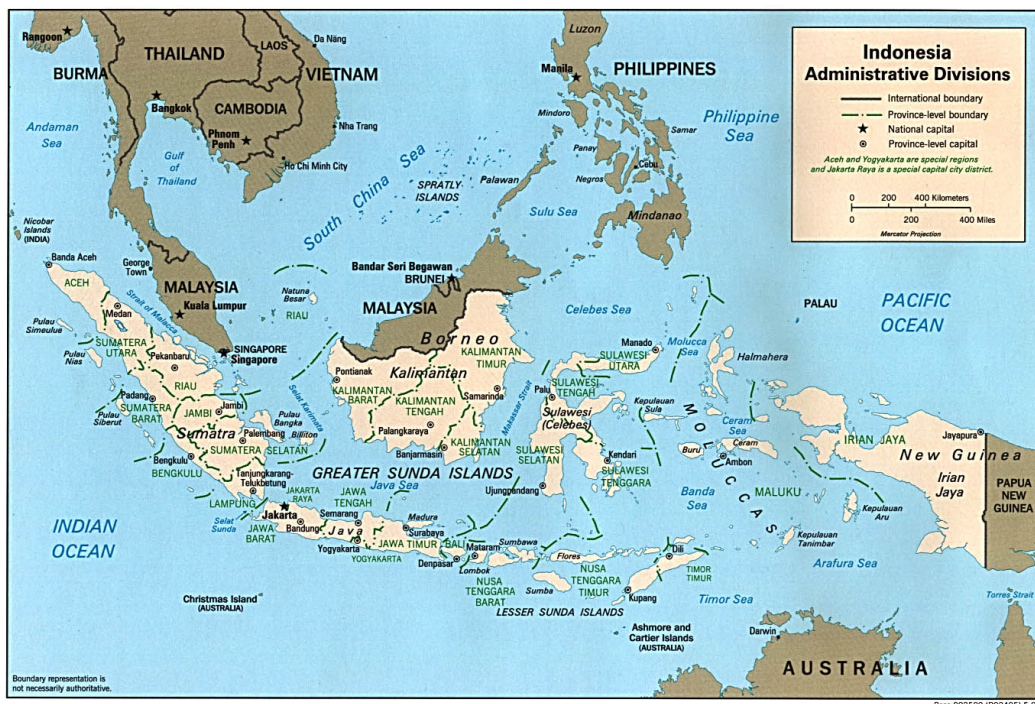 Indonesia
Administrative Divisions
International boundary
Province-level boundary
National capital
Province-level capital
Aceh and Yogyakarta are special regions
and Jakarta Raya is a special capital city district.
0 200 400 Kilometers
0 200 400 Miles
Mercator Projection
Rangoon
THAILAND
LAOS
Da Nãng
BURMA
VIETNAM
Bangkok
CAMBODIA
Phnom
Penh
Nha Trang
Ho Chi Minh City
Andaman
Sea
Gulf
of
Thailand
South China Sea
SPRATLY
ISLANDS
Luzon
Manila
PHILIPPINES
Mindoro
Samar
Panay
Cebu
Negros
Palawan
Sulu Sea
Mindanao
Philippine
Sea
Nicobar
Islands
(INDIA)
Banda Aceh
George
Town
MALAYSIA
Kuala Lumpur
Strait of Malacca
ACEH
Medan
Pulau
Simeulue
SUMATERA
UTARA
Pulau
Nias
Pekanbaru
SINGAPORE
Singapore
Natuna
Besar
RIAU
Bandar Seri Begawan
BRUNEI
MALAYSIA
Borneo
Celebes Sea
PALAU
PACIFIC
OCEAN
RIAU
Padang
SUMATERA
BARAT
Pulau
Siberut
JAMBI
Jambi
Sumatra
Palembang
SUMATERA SELATAN
Pulau
Bangka
Billiton
Selat Karimata
Bengkulu
BENGKULU
Tanjungkarang-
Telukbetung
LAMPUNG
Pontianak
KALIMANTAN
BARAT
Kalimantan
KALIMANTAN
TENGAH
KALIMANTAN
TIMUR
Samarinda
Palangkaraya
Banjarmasin
KALIMANTAN
SELATAN
Makassar Strait
Manado
SULAWESI
UTARA
Palu
SULAWESI
TENGAH
Sulawesi
(Celebes)
SULAWESI
SELATAN
Kendari
SULAWESI
TENGGARA
Ujungpandang
Molucca
Sea
Halmahera
Kepulauan
Sula
MOLUCCAS
Ceram
Sea
Buru
Ceram
Ambon
Banda
Sea
MALUKU
IRIAN JAYA
Jayapura
New Guinea
Irian
Jaya
PAPUA
NEW
GUINEA
Kepulauan
Aru
Kepulauan
Tanimbar
Arafura Sea
GREATER SUNDA ISLANDS
Java Sea
INDIAN
OCEAN
Selat
Sunda
JAKARTA
RAYA
Jakarta
JAWA
BARAT
Bandung
JAWA
TENGAH
Semarang
Java
Yogyakarta
YOGYAKARTA
Madura
Surabaya
JAWA TIMUR
BALI
Denpasar
Mataram
Lombok
Sumbawa
NUSA
TENGGARA
BARAT
Flores
Sumba
NUSA
TENGGARA
TIMUR
Kupang
Dili
TIMOR
TIMUR
LESSER SUNDA ISLANDS
Timor Sea
Christmas Island
(AUSTRALIA)
Ashmore and
Cartier Islands
(AUSTRALIA)
Darwin
AUSTRALIA
Torres Strait
Boundary representation is
not necessarily authoritative.